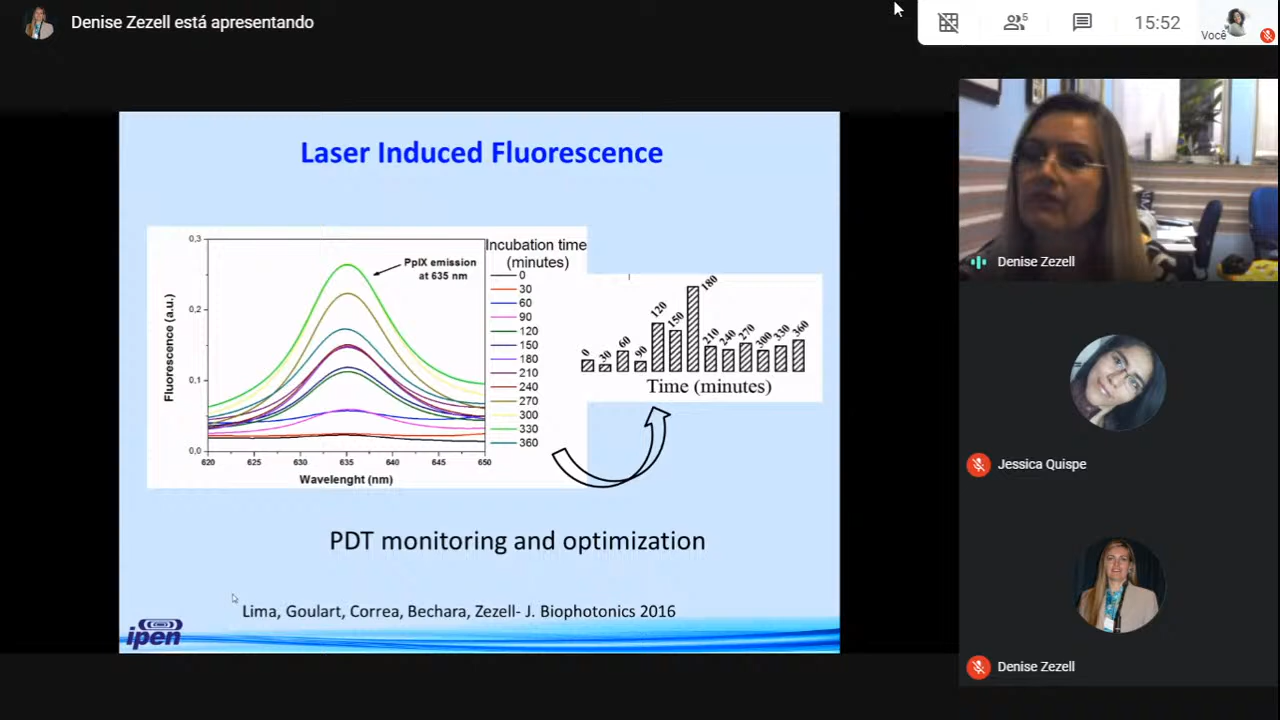 Denise Zezell está apresentando
5
15:52
Você
Laser Induced Fluorescence
0,3
0,2
0,1
0,0
Fluorescence (a.u.)
PpIX emission
at 635 nm
620 625 630 635 640 645 650
Wavelenght (nm)
Incubation time
(minutes)
0
30
60
90
120
150
180
210
240
270
300
330
360
0 30 60 90 120 150 180 210 240 270 300 330 360
Time (minutes)
PDT monitoring and optimization
Lima, Goulart, Correa, Bechara, Zezell- J. Biophotonics 2016
ipen
Denise Zezell
Jessica Quispe
Denise Zezell